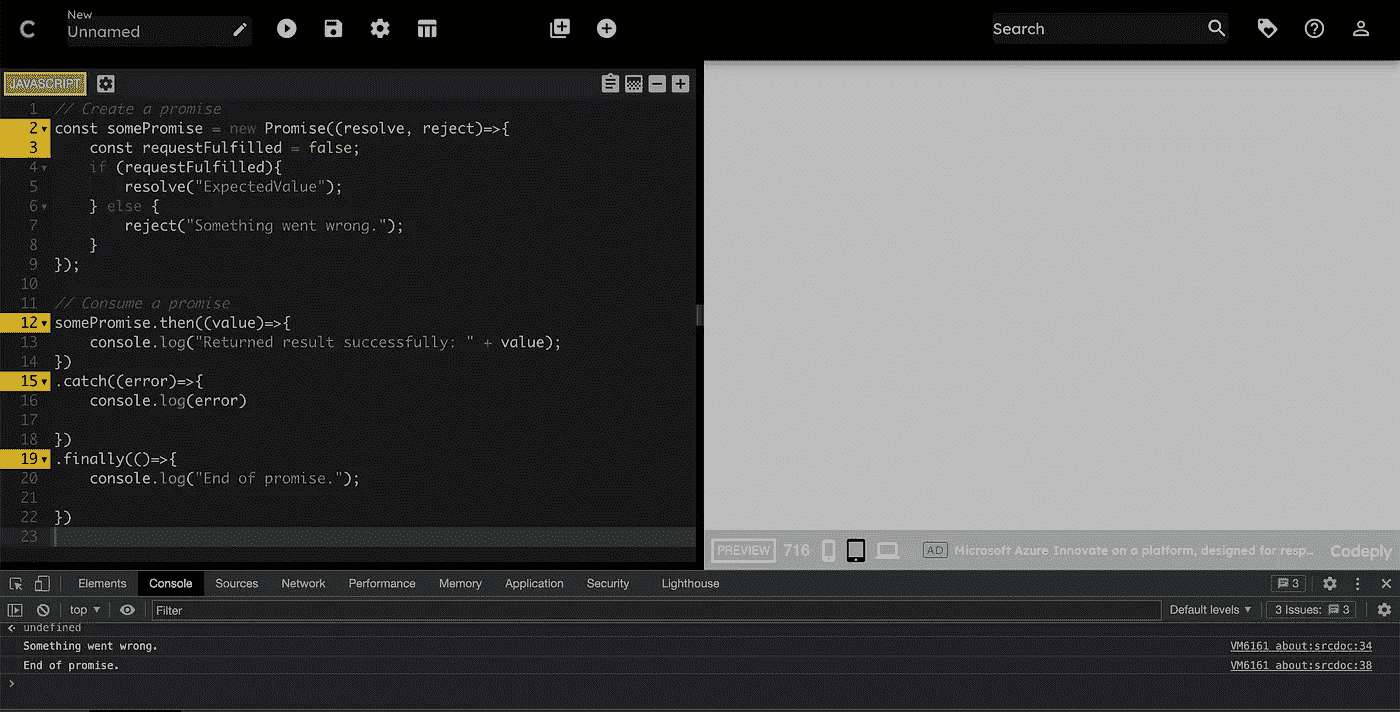 New
Unnamed
Search
JAVASCRIPT
1 // Create a promise
2 const somePromise = new Promise((resolve, reject)=>{
3     const requestFulfilled = false;
4     if (requestFulfilled){
5         resolve("ExpectedValue");
6     } else {
7         reject("Something went wrong.");
8     }
9 });
10
11 // Consume a promise
12 somePromise.then((value)=>{
13     console.log("Returned result successfully: " + value);
14 })
15 .catch((error)=>{
16     console.log(error)
17
18 })
19 .finally(()=>{
20     console.log("End of promise.");
21
22 })
23
PREVIEW 716 AD Microsoft Azure Innovate on a platform, designed for resp... Codeply
Elements Console Sources Network Performance Memory Application Security Lighthouse 3
top Filter Default levels 3 Issues: 3
undefined
Something went wrong. VM6161 about:srcdoc:34
End of promise. VM6161 about:srcdoc:38